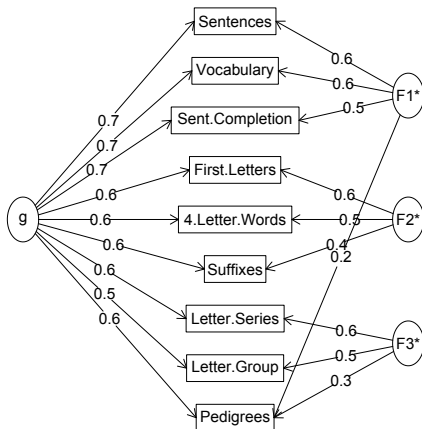 Sentences
0.6
Vocabulary
0.6
F1*
0.5
Sent.Completion
0.7
0.7
0.7
First.Letters
0.6
0.6
g
0.6
4.Letter.Words
0.5
F2*
0.4
0.2
0.6
Suffixes
0.6
Letter.Series
0.6
F3*
0.5
0.5
Letter.Group
0.6
0.3
Pedigrees